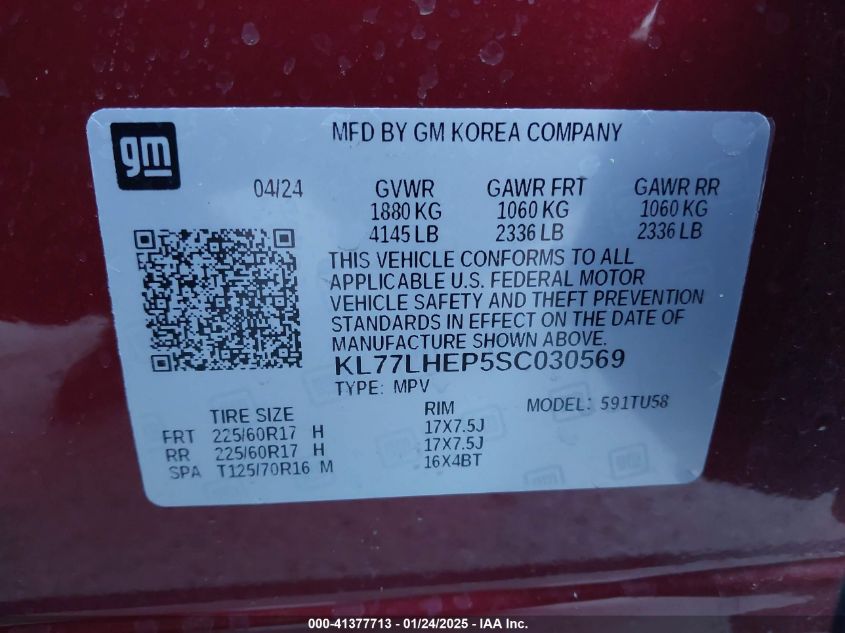 gm
MFD BY GM KOREA COMPANY
04/24 GVWR GAWR FRT GAWR RR
1880 KG 1060 KG 1060 KG
4145 LB 2336 LB 2336 LB
THIS VEHICLE CONFORMS TO ALL
APPLICABLE U.S. FEDERAL MOTOR
VEHICLE SAFETY AND THEFT PREVENTION
STANDARDS IN EFFECT ON THE DATE OF
MANUFACTURE SHOWN ABOVE.
KL77LHEP5SC030569
TYPE: MPV
TIRE SIZE RIM MODEL: 591TU58
FRT 225/60R17 H 17X7.5J
RR 225/60R17 H 17X7.5J
SPA T125/70R16 M 16X4BT
000-41377713 - 01/24/2025 - IAA Inc.